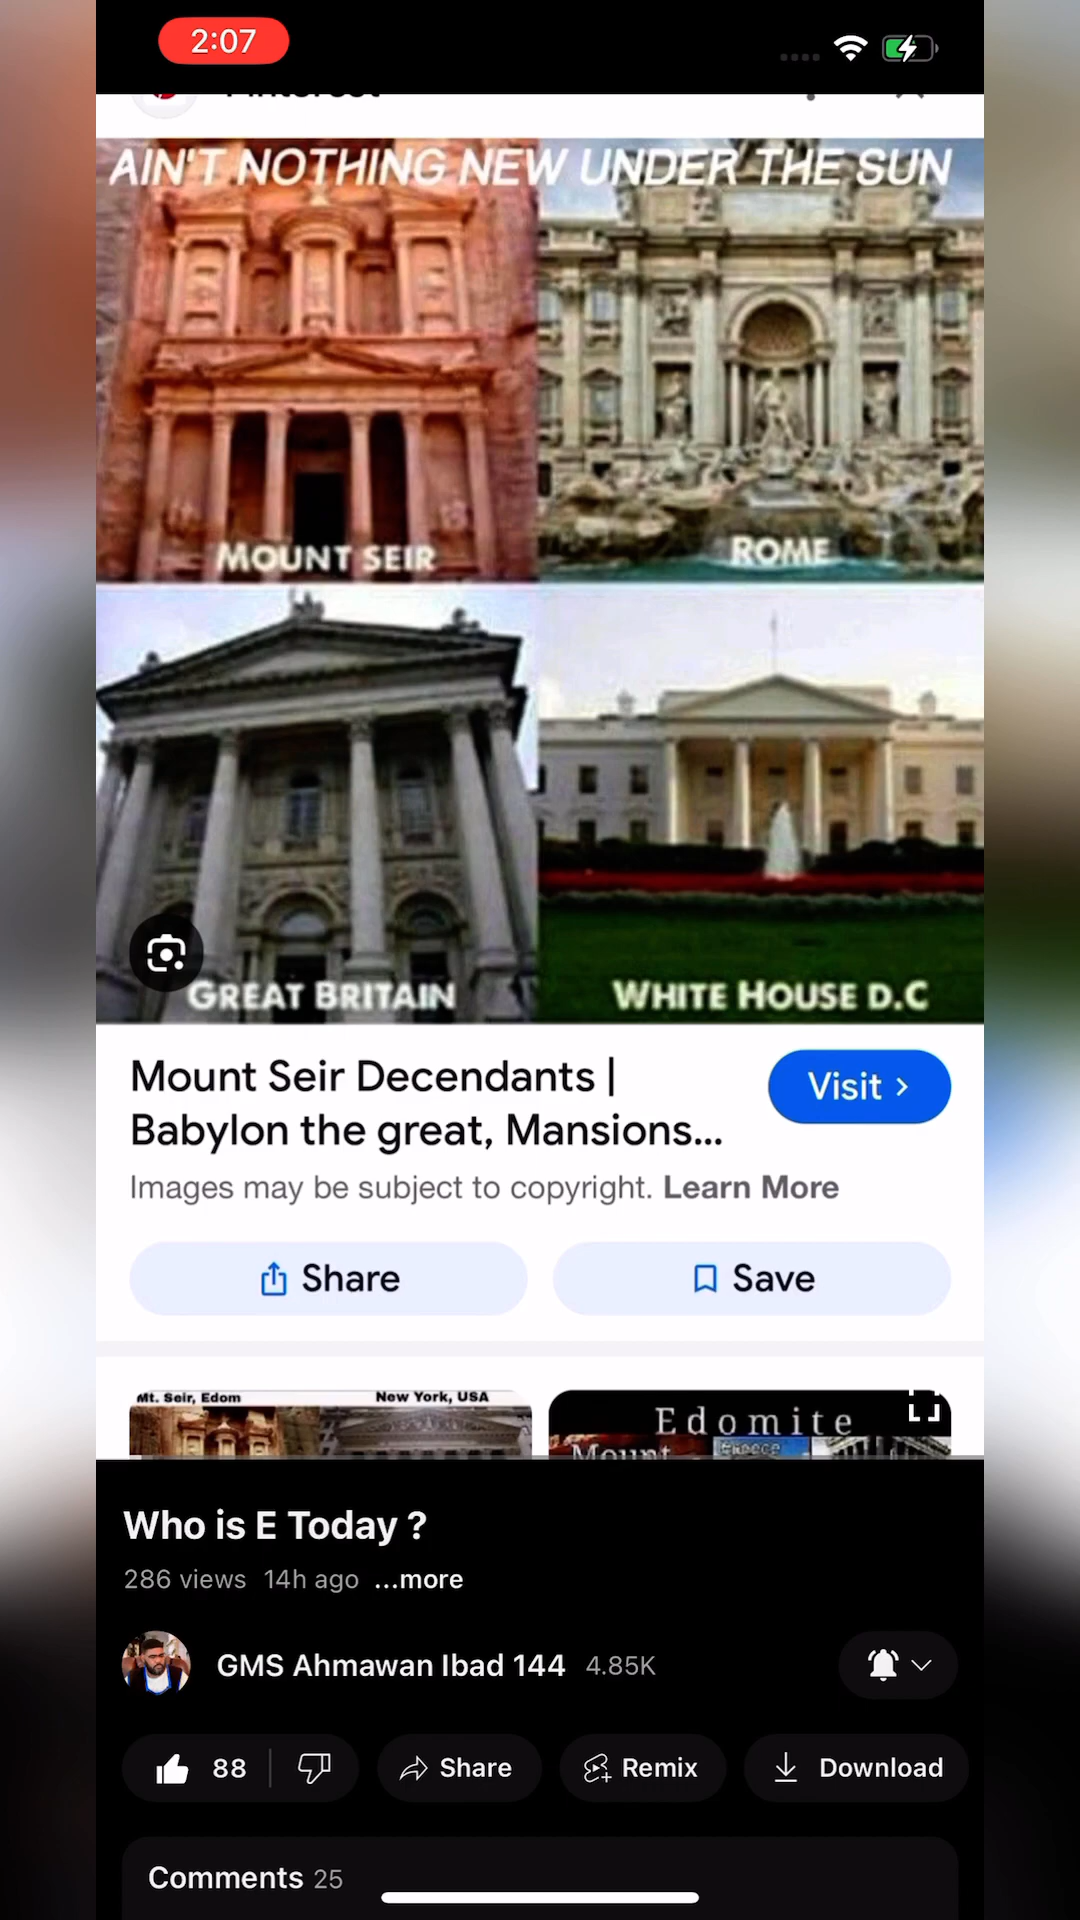 2:07
Pinterest
AIN'T NOTHING NEW UNDER THE SUN
MOUNT SEIR
ROME
GREAT BRITAIN
WHITE HOUSE D.C
Mount Seir Decendants |
Babylon the great, Mansions...
Visit >
Images may be subject to copyright. Learn More
Share
Save
Mt. Seir, Edom
New York, USA
Edomite
Mount
Greece
Who is E Today ?
286 views 14h ago ...more
GMS Ahmawan Ibad 144 4.85K
88
Share
Remix
Download
Comments 25